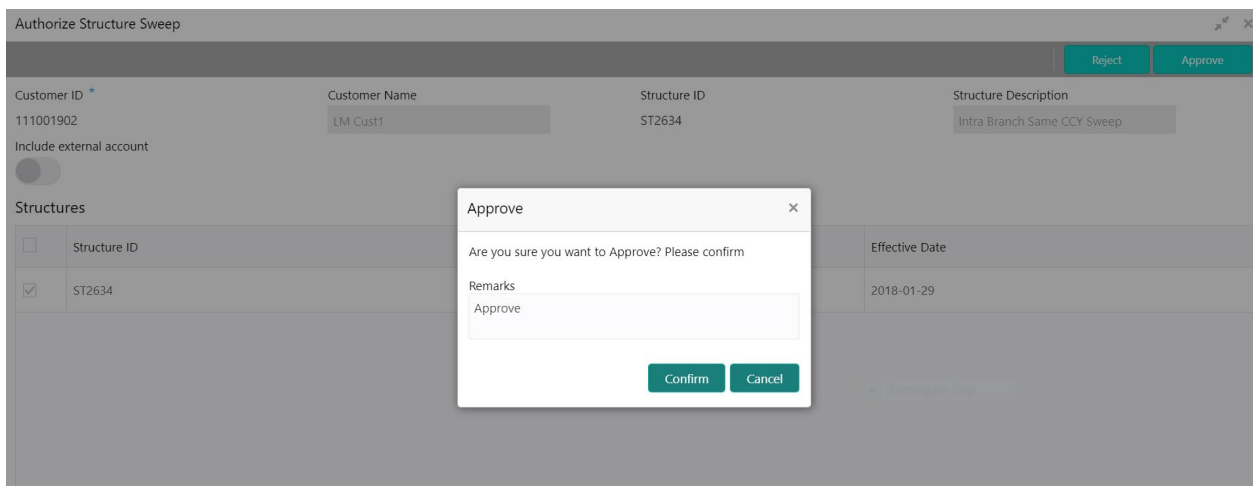 Authorize Structure Sweep
Reject Approve
Customer ID * Customer Name Structure ID Structure Description
111001902 LM Cust1 ST2634 Intra Branch Same CCY Sweep
Include external account
Structures
Structure ID Effective Date
ST2634 2018-01-29
Approve
Are you sure you want to Approve? Please confirm
Remarks
Approve
Confirm Cancel